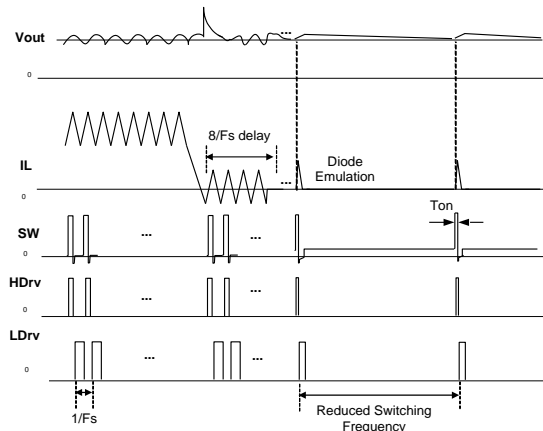 Vout
...
0
8/Fs delay
IL
Diode
Emulation
...
0
Ton
SW
...
...
0
HDrv
...
...
0
LDrv
...
...
0
1/Fs
Reduced Switching
Frequency